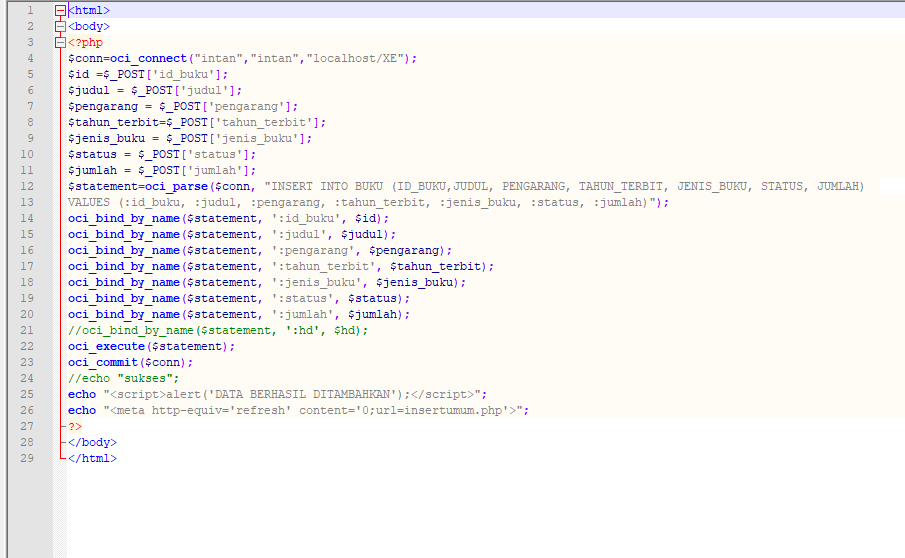 1 <html>
2 <body>
3 <?php
4 $conn=oci_connect("intan","intan","localhost/XE");
5 $id =$_POST['id_buku'];
6 $judul = $_POST['judul'];
7 $pengarang = $_POST['pengarang'];
8 $tahun_terbit=$_POST['tahun_terbit'];
9 $jenis_buku = $_POST['jenis_buku'];
10 $status = $_POST['status'];
11 $jumlah = $_POST['jumlah'];
12 $statement=oci_parse($conn, "INSERT INTO BUKU (ID_BUKU,JUDUL, PENGARANG, TAHUN_TERBIT, JENIS_BUKU, STATUS, JUMLAH)
13 VALUES (:id_buku, :judul, :pengarang, :tahun_terbit, :jenis_buku, :status, :jumlah)");
14 oci_bind_by_name($statement, ':id_buku', $id);
15 oci_bind_by_name($statement, ':judul', $judul);
16 oci_bind_by_name($statement, ':pengarang', $pengarang);
17 oci_bind_by_name($statement, ':tahun_terbit', $tahun_terbit);
18 oci_bind_by_name($statement, ':jenis_buku', $jenis_buku);
19 oci_bind_by_name($statement, ':status', $status);
20 oci_bind_by_name($statement, ':jumlah', $jumlah);
21 //oci_bind_by_name($statement, ':hd', $hd);
22 oci_execute($statement);
23 oci_commit($conn);
24 //echo "sukses";
25 echo "<script>alert('DATA BERHASIL DITAMBAHKAN');</script>";
26 echo "<meta http-equiv='refresh' content='0;url=insertumum.php'>";
27 ?>
28 </body>
29 </html>